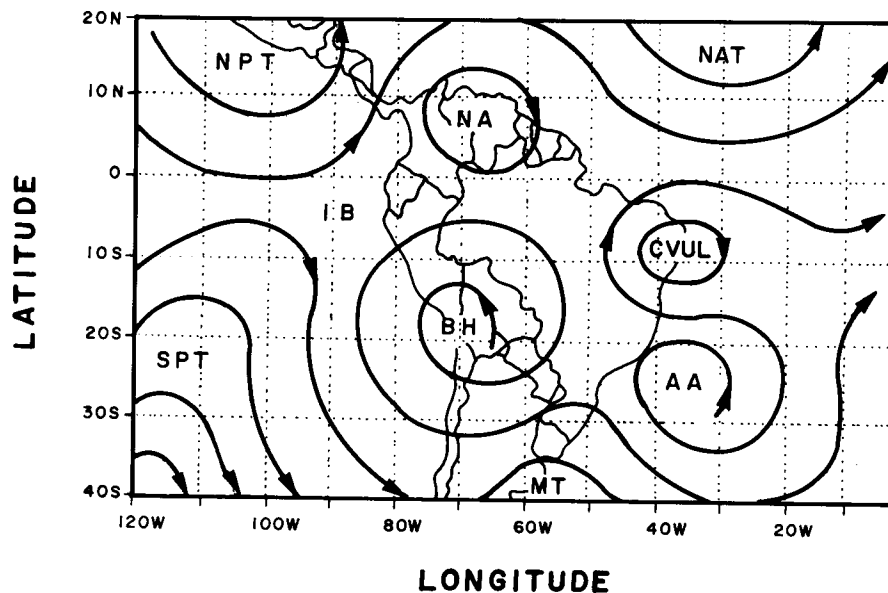 20N
NPT
NAT
10N
NA
0
IB
10S
CVUL
20S
BH
SPT
AA
30S
40S
MT
120W
100W
80W
60W
40W
20W
LATITUDE
LONGITUDE